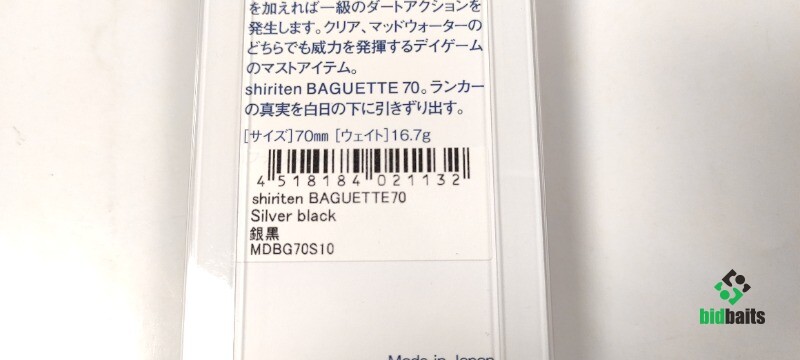 を加えれば一級のダートアクションを
発生します。クリア、マッドウォーターの
どちらでも威力を発揮するデイゲーム
のマストアイテム。
shiriten BAGUETTE 70。ランカー
の真実を白日の下に引きずり出す。
[サイズ]70mm [ウェイト]16.7g
4 518184 021132
shiriten BAGUETTE70
Silver black
銀黒
MDBG70S10
Made in Japan
bidbaits